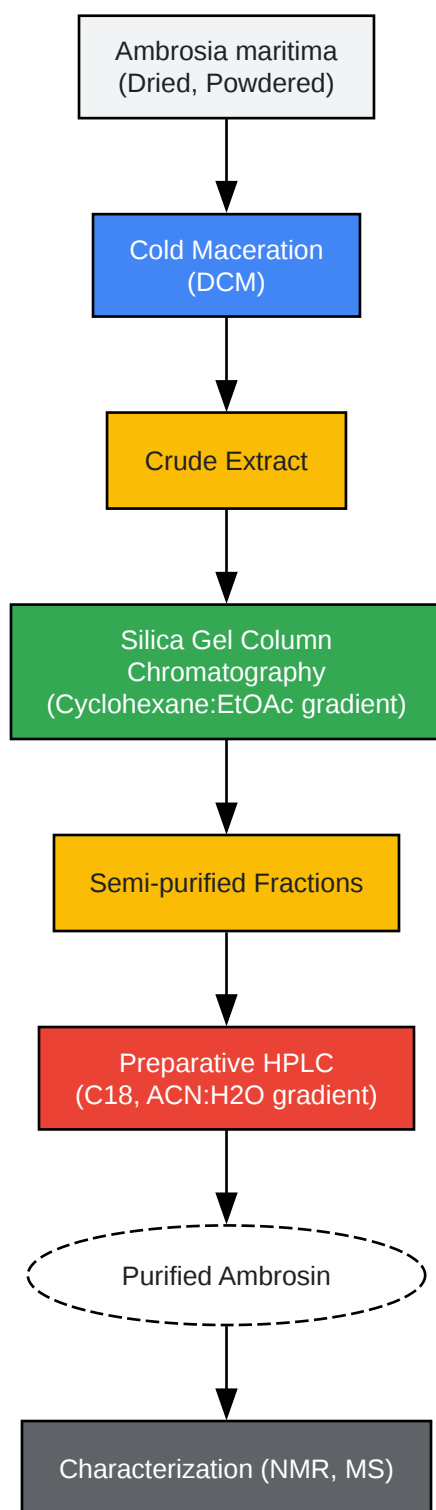 Ambrosia maritima
(Dried, Powdered)
Cold Maceration
(DCM)
Crude Extract
Silica Gel Column
Chromatography
(Cyclohexane:EtOAc gradient)
Semi-purified Fractions
Preparative HPLC
(C18, ACN:H2O gradient)
Purified Ambrosin
Characterization (NMR, MS)